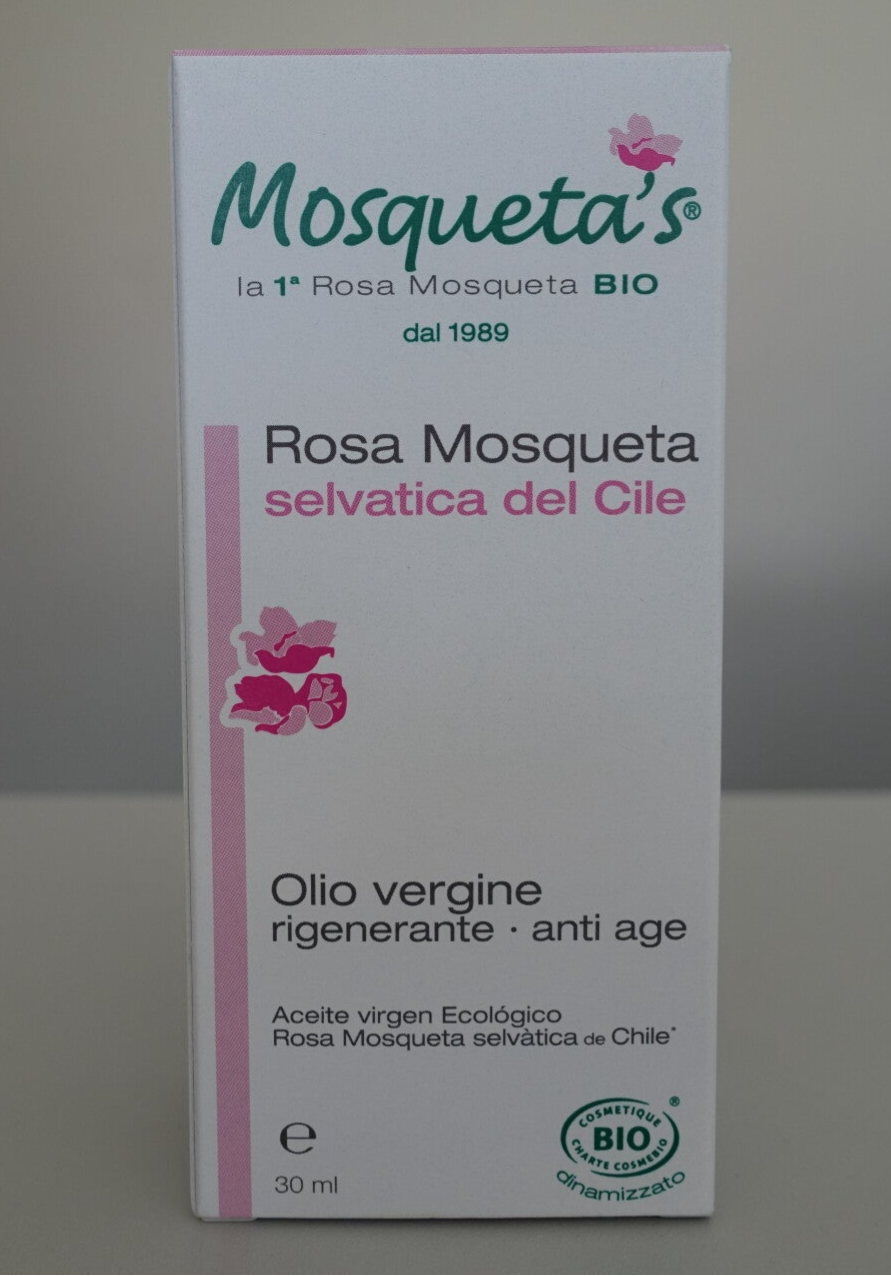 Mosqueta's®
la 1ª Rosa Mosqueta BIO
dal 1989
Rosa Mosqueta
selvatica del Cile
Olio vergine
rigenerante · anti age
Aceite virgen Ecológico
Rosa Mosqueta selvàtica de Chile*
℮
30 ml
COSMETIQUE ®
BIO
CHARTE COSMEBIO
dinamizzato